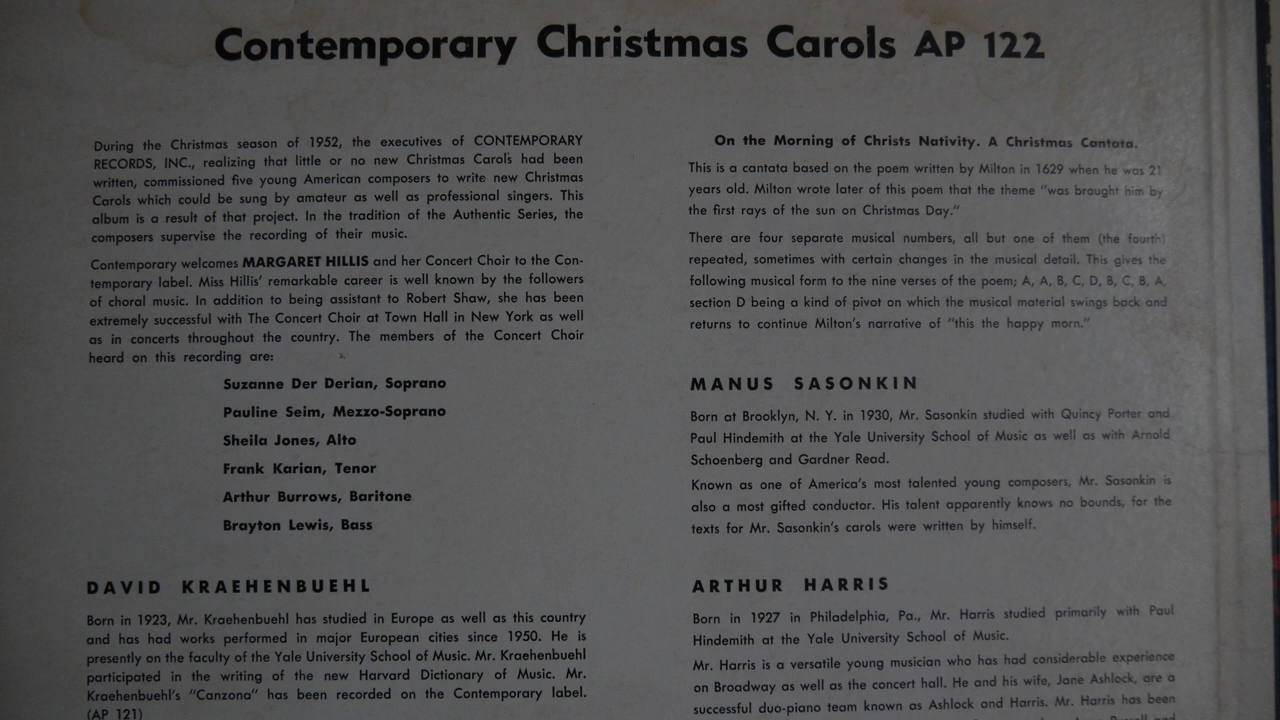 Contemporary Christmas Carols AP 122
During the Christmas season of 1952, the executives of CONTEMPORARY
RECORDS, INC., realizing that little or no new Christmas Carols had been
written, commissioned five young American composers to write new Christmas
Carols which could be sung by amateur as well as professional singers. This
album is a result of that project. In the tradition of the Authentic Series, the
composers supervise the recording of their music.
Contemporary welcomes MARGARET HILLIS and her Concert Choir to the Con-
temporary label. Miss Hillis' remarkable career is well known by the followers
of choral music. In addition to being assistant to Robert Shaw, she has been
extremely successful with The Concert Choir at Town Hall in New York as well
as in concerts throughout the country. The members of the Concert Choir
heard on this recording are:
Suzanne Der Derian, Soprano
Pauline Seim, Mezzo-Soprano
Sheila Jones, Alto
Frank Karian, Tenor
Arthur Burrows, Baritone
Brayton Lewis, Bass
DAVID KRAEHENBUEHL
Born in 1923, Mr. Kraehenbuehl has studied in Europe as well as this country
and has had works performed in major European cities since 1950. He is
presently on the faculty of the Yale University School of Music. Mr. Kraehenbuehl
participated in the writing of the new Harvard Dictionary of Music. Mr.
Kraehenbuehl's "Canzona" has been recorded on the Contemporary label.
(AP 121)
On the Morning of Christs Nativity. A Christmas Cantata.
This is a cantata based on the poem written by Milton in 1629 when he was 21
years old. Milton wrote later of this poem that the theme "was brought him by
the first rays of the sun on Christmas Day."
There are four separate musical numbers, all but one of them (the fourth)
repeated, sometimes with certain changes in the musical detail. This gives the
following musical form to the nine verses of the poem; A, A, B, C, D, B, C, B, A,
section D being a kind of pivot on which the musical material swings back and
returns to continue Milton's narrative of "this the happy morn."
MANUS SASONKIN
Born at Brooklyn, N. Y. in 1930, Mr. Sasonkin studied with Quincy Porter and
Paul Hindemith at the Yale University School of Music as well as with Arnold
Schoenberg and Gardner Read.
Known as one of America's most talented young composers, Mr. Sasonkin is
also a most gifted conductor. His talent apparently knows no bounds, for the
texts for Mr. Sasonkin's carols were written by himself.
ARTHUR HARRIS
Born in 1927 in Philadelphia, Pa., Mr. Harris studied primarily with Paul
Hindemith at the Yale University School of Music.
Mr. Harris is a versatile young musician who has had considerable experience
on Broadway as well as the concert hall. He and his wife, Jane Ashlock, are a
successful duo-piano team known as Ashlock and Harris. Mr. Harris has been